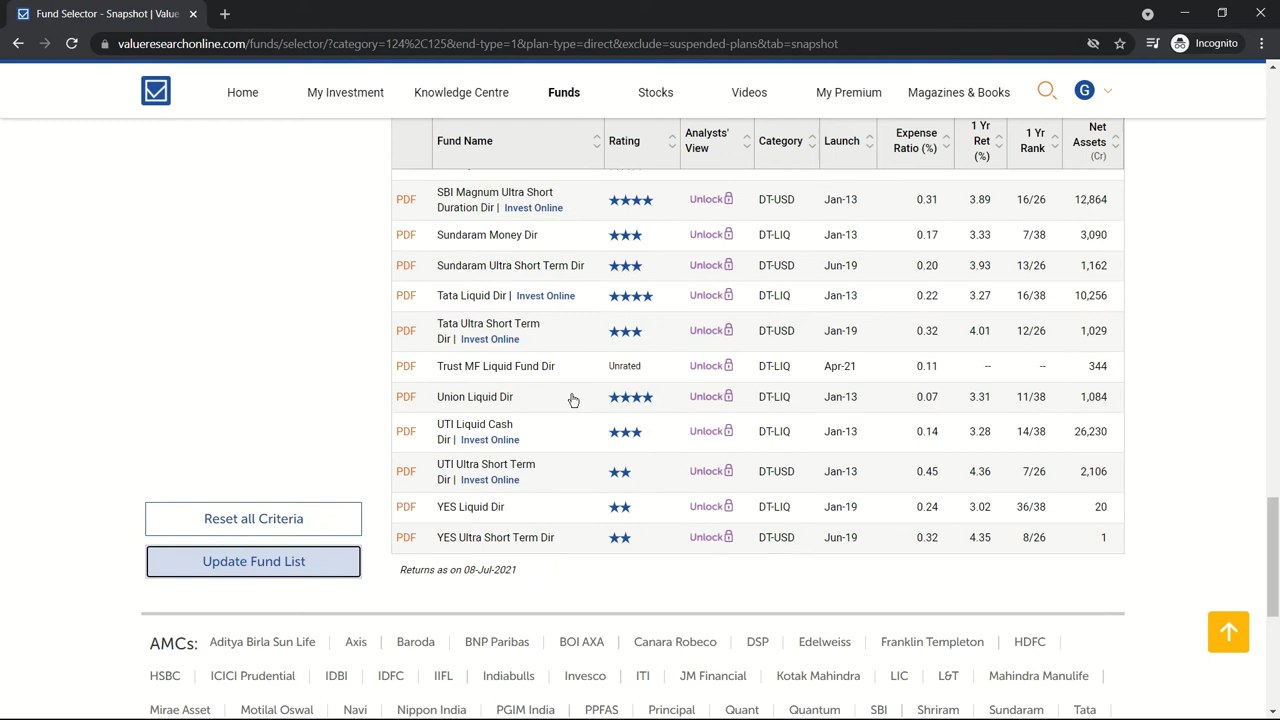 Fund Selector - Snapshot | Value
valueresearchonline.com/funds/selector/?category=124%2C125&end-type=1&plan-type=direct&exclude=suspended-plans&tab=snapshot
Incognito
Home My Investment Knowledge Centre Funds Stocks Videos My Premium Magazines & Books G
Fund Name Rating Analysts' View Category Launch Expense Ratio (%) 1 Yr Ret (%) 1 Yr Rank Net Assets (Cr)
PDF SBI Magnum Ultra Short Duration Dir | Invest Online ★★★★ Unlock DT-USD Jan-13 0.31 3.89 16/26 12,864
PDF Sundaram Money Dir ★★★ Unlock DT-LIQ Jan-13 0.17 3.33 7/38 3,090
PDF Sundaram Ultra Short Term Dir ★★★ Unlock DT-USD Jun-19 0.20 3.93 13/26 1,162
PDF Tata Liquid Dir | Invest Online ★★★★ Unlock DT-LIQ Jan-13 0.22 3.27 16/38 10,256
PDF Tata Ultra Short Term Dir | Invest Online ★★★ Unlock DT-USD Jan-19 0.32 4.01 12/26 1,029
PDF Trust MF Liquid Fund Dir Unrated Unlock DT-LIQ Apr-21 0.11 -- -- 344
PDF Union Liquid Dir ★★★★ Unlock DT-LIQ Jan-13 0.07 3.31 11/38 1,084
PDF UTI Liquid Cash Dir | Invest Online ★★★ Unlock DT-LIQ Jan-13 0.14 3.28 14/38 26,230
PDF UTI Ultra Short Term Dir | Invest Online ★★ Unlock DT-USD Jan-13 0.45 4.36 7/26 2,106
PDF YES Liquid Dir ★★ Unlock DT-LIQ Jan-19 0.24 3.02 36/38 20
PDF YES Ultra Short Term Dir ★★ Unlock DT-USD Jun-19 0.32 4.35 8/26 1
Reset all Criteria
Update Fund List
Returns as on 08-Jul-2021
AMCs: Aditya Birla Sun Life | Axis | Baroda | BNP Paribas | BOI AXA | Canara Robeco | DSP | Edelweiss | Franklin Templeton | HDFC |
HSBC | ICICI Prudential | IDBI | IDFC | IIFL | Indiabulls | Invesco | ITI | JM Financial | Kotak Mahindra | LIC | L&T | Mahindra Manulife |
Mirae Asset | Motilal Oswal | Navi | Nippon India | PGIM India | PPFAS | Principal | Quant | Quantum | SBI | Shriram | Sundaram | Tata